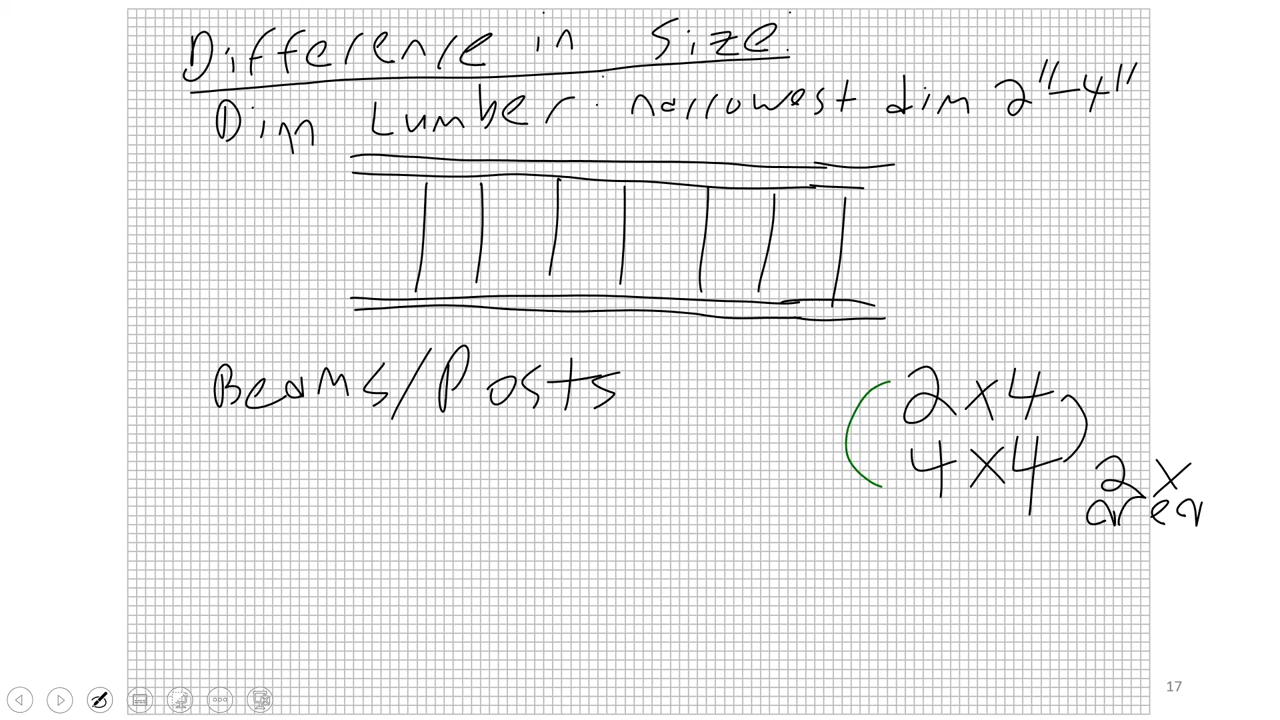 Difference in Size:
Dim Lumber: narrowest dim 2"-4"
Beams/Posts
2x4
4x4
2x
area
17